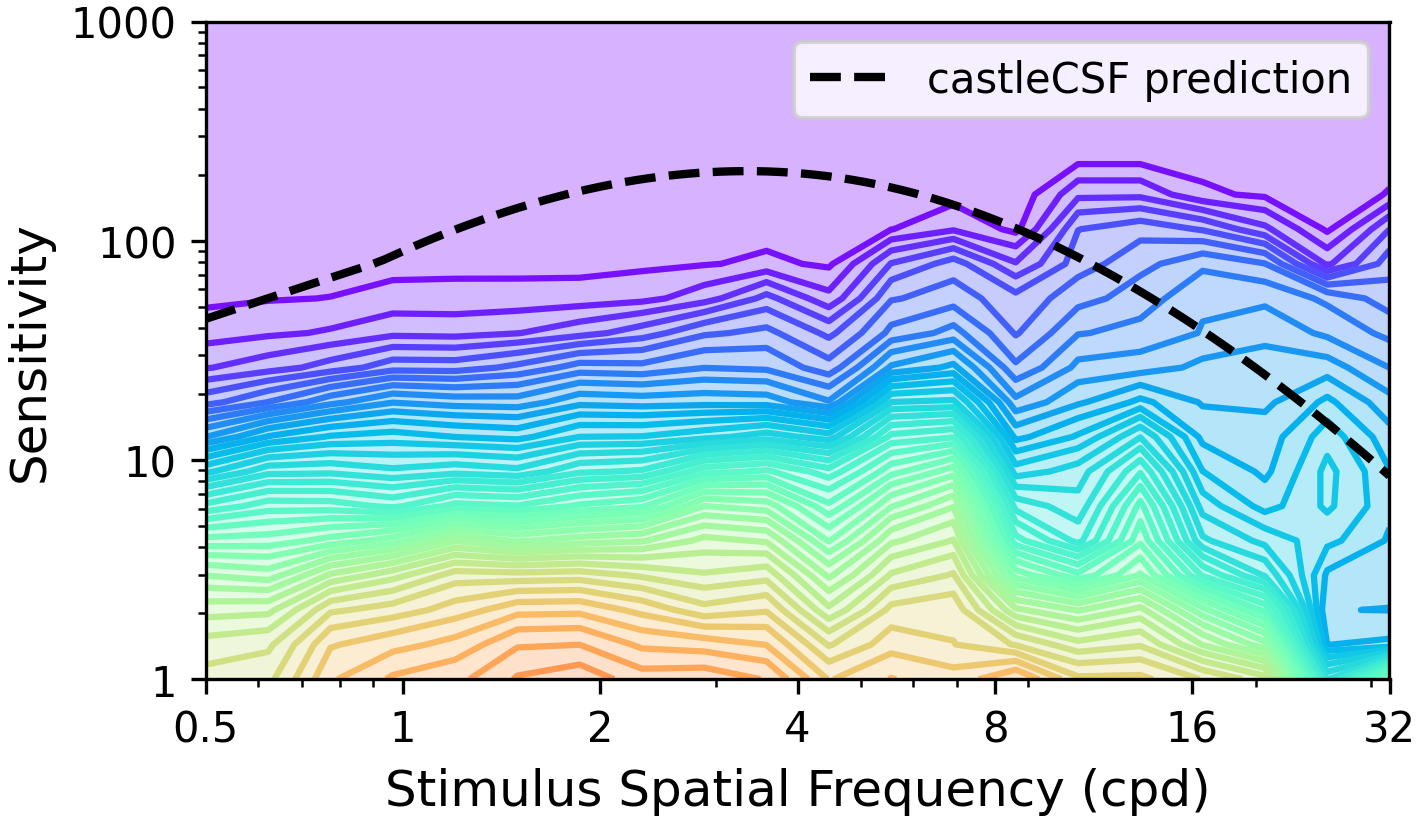 1000
100
10
1
Sensitivity
castleCSF prediction
0.5 1 2 4 8 16 32
Stimulus Spatial Frequency (cpd)